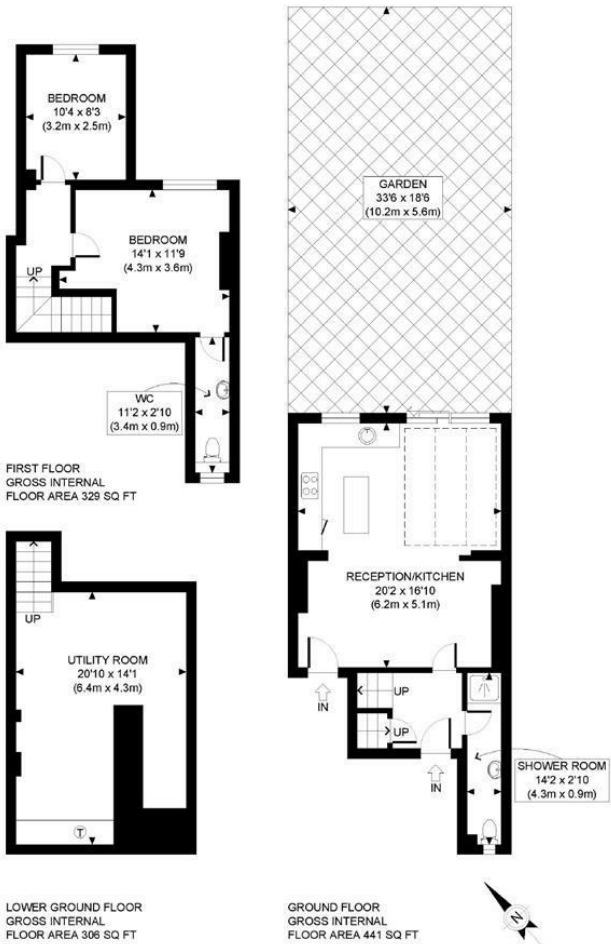 BEDROOM
10'4 x 8'3
(3.2m x 2.5m)
BEDROOM
14'1 x 11'9
(4.3m x 3.6m)
UP
WC
11'2 x 2'10
(3.4m x 0.9m)
FIRST FLOOR
GROSS INTERNAL
FLOOR AREA 329 SQ FT
GARDEN
33'6 x 18'6
(10.2m x 5.6m)
RECEPTION/KITCHEN
20'2 x 16'10
(6.2m x 5.1m)
IN
UP
UP
IN
SHOWER ROOM
14'2 x 2'10
(4.3m x 0.9m)
UP
UTILITY ROOM
20'10 x 14'1
(6.4m x 4.3m)
T
LOWER GROUND FLOOR
GROSS INTERNAL
FLOOR AREA 306 SQ FT
GROUND FLOOR
GROSS INTERNAL
FLOOR AREA 441 SQ FT
N